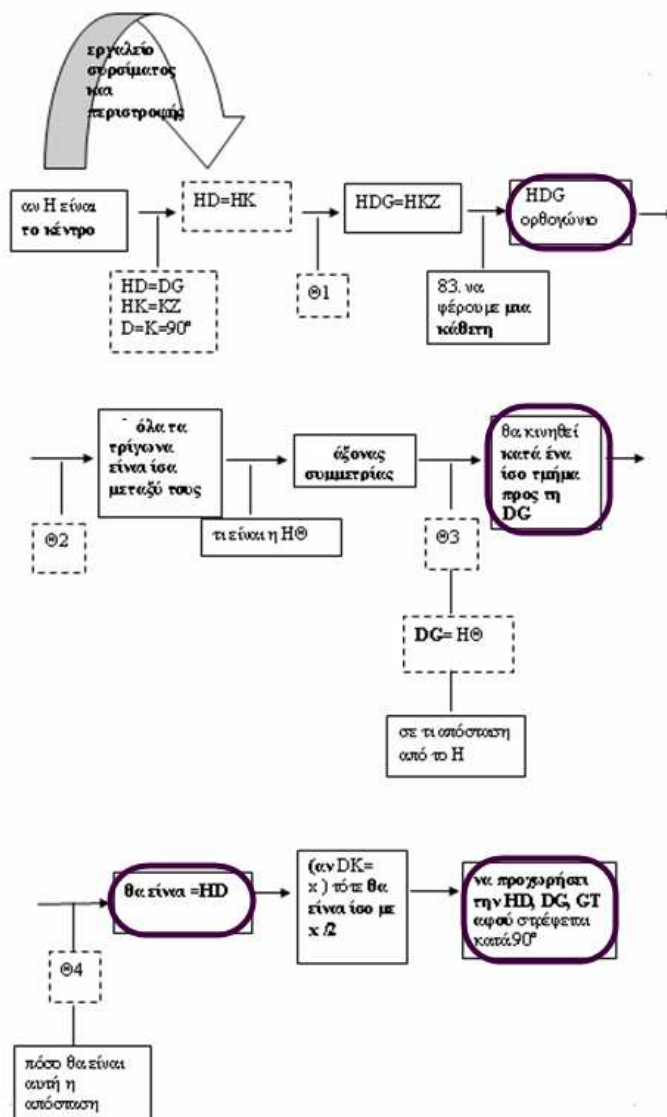 εργαλείο
συρσίματος
και
περιστροφής
αν Η είναι
το κέντρο
HD=HK
HD=DG
HK=KZ
D=K=90°
Θ1
HDG=HKZ
83. να
φέρουμε μια
κάθετη
HDG
ορθογώνιο
Θ2
όλα τα
τρίγωνα
είναι ίσα
μεταξύ τους
τι είναι η ΗΘ
άξονας
συμμετρίας
Θ3
DG= ΗΘ
σε τι απόσταση
από το Η
θα κινηθεί
κατά ένα
ίσο τμήμα
προς τη
DG
Θ4
πόσο θα είναι
αυτή η
απόσταση
θα είναι =HD
(αν DK=
x ) τότε θα
είναι ίσο με
x /2
να προχωρήσει
την HD, DG, GT
αφού στρέφεται
κατά 90°